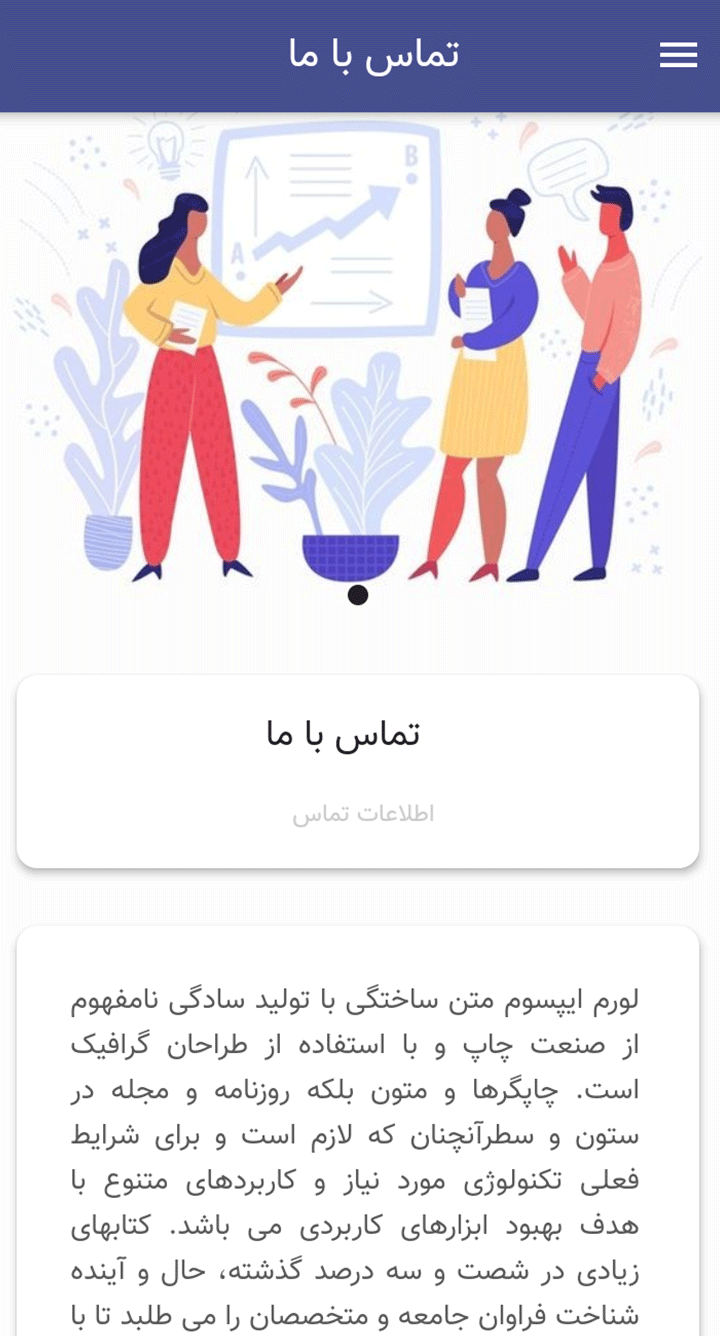 تماس با ما
B
A
تماس با ما
اطلاعات تماس
لورم ایپسوم متن ساختگی با تولید سادگی نامفهوم
از صنعت چاپ و با استفاده از طراحان گرافیک
است. چاپگرها و متون بلکه روزنامه و مجله در
ستون و سطرآنچنان که لازم است و برای شرایط
فعلی تکنولوژی مورد نیاز و کاربردهای متنوع با
هدف بهبود ابزارهای کاربردی می باشد. کتابهای
زیادی در شصت و سه درصد گذشته، حال و آینده
شناخت فراوان جامعه و متخصصان را می طلبد تا با